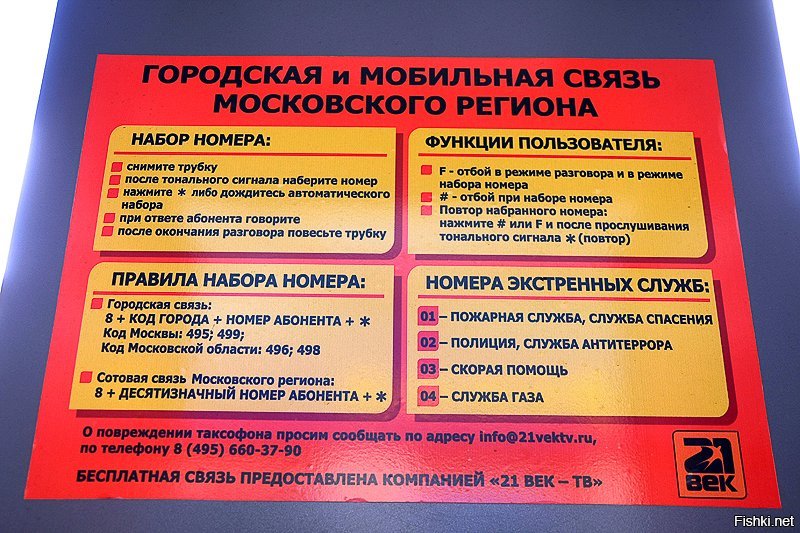 ГОРОДСКАЯ и МОБИЛЬНАЯ СВЯЗЬ
МОСКОВСКОГО РЕГИОНА
НАБОР НОМЕРА:
снимите трубку
после тонального сигнала наберите номер
нажмите * либо дождитесь автоматического
набора
при ответе абонента говорите
после окончания разговора повесьте трубку
ФУНКЦИИ ПОЛЬЗОВАТЕЛЯ:
F - отбой в режиме разговора и в режиме
набора номера
# - отбой при наборе номера
Повтор набранного номера:
нажмите # или F и после прослушивания
тонального сигнала * (повтор)
ПРАВИЛА НАБОРА НОМЕРА:
Городская связь:
8 + КОД ГОРОДА + НОМЕР АБОНЕНТА + *
Код Москвы: 495; 499;
Код Московской области: 496; 498
Сотовая связь Московского региона:
8 + ДЕСЯТИЗНАЧНЫЙ НОМЕР АБОНЕНТА + *
НОМЕРА ЭКСТРЕННЫХ СЛУЖБ:
01 – ПОЖАРНАЯ СЛУЖБА, СЛУЖБА СПАСЕНИЯ
02 – ПОЛИЦИЯ, СЛУЖБА АНТИТЕРРОРА
03 – СКОРАЯ ПОМОЩЬ
04 – СЛУЖБА ГАЗА
О повреждении таксофона просим сообщать по адресу info@21vektv.ru,
по телефону 8 (495) 660-37-90
БЕСПЛАТНАЯ СВЯЗЬ ПРЕДОСТАВЛЕНА КОМПАНИЕЙ «21 ВЕК – ТВ»
21
ВЕК
Fishki.net